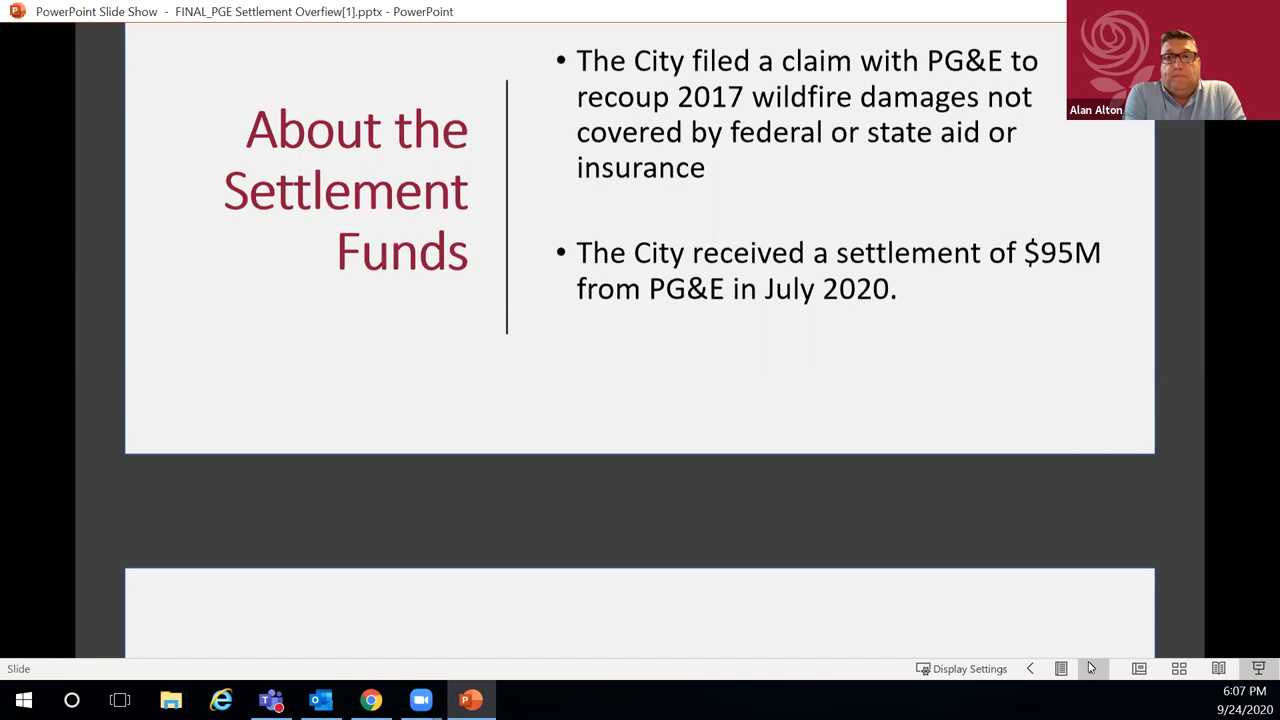 PowerPoint Slide Show - FINAL_PGE Settlement Overfiew[1].pptx - PowerPoint
About the
Settlement
Funds
• The City filed a claim with PG&E to
recoup 2017 wildfire damages not
covered by federal or state aid or
insurance
• The City received a settlement of $95M
from PG&E in July 2020.
Alan Alton
Slide
Display Settings
6:07 PM
9/24/2020